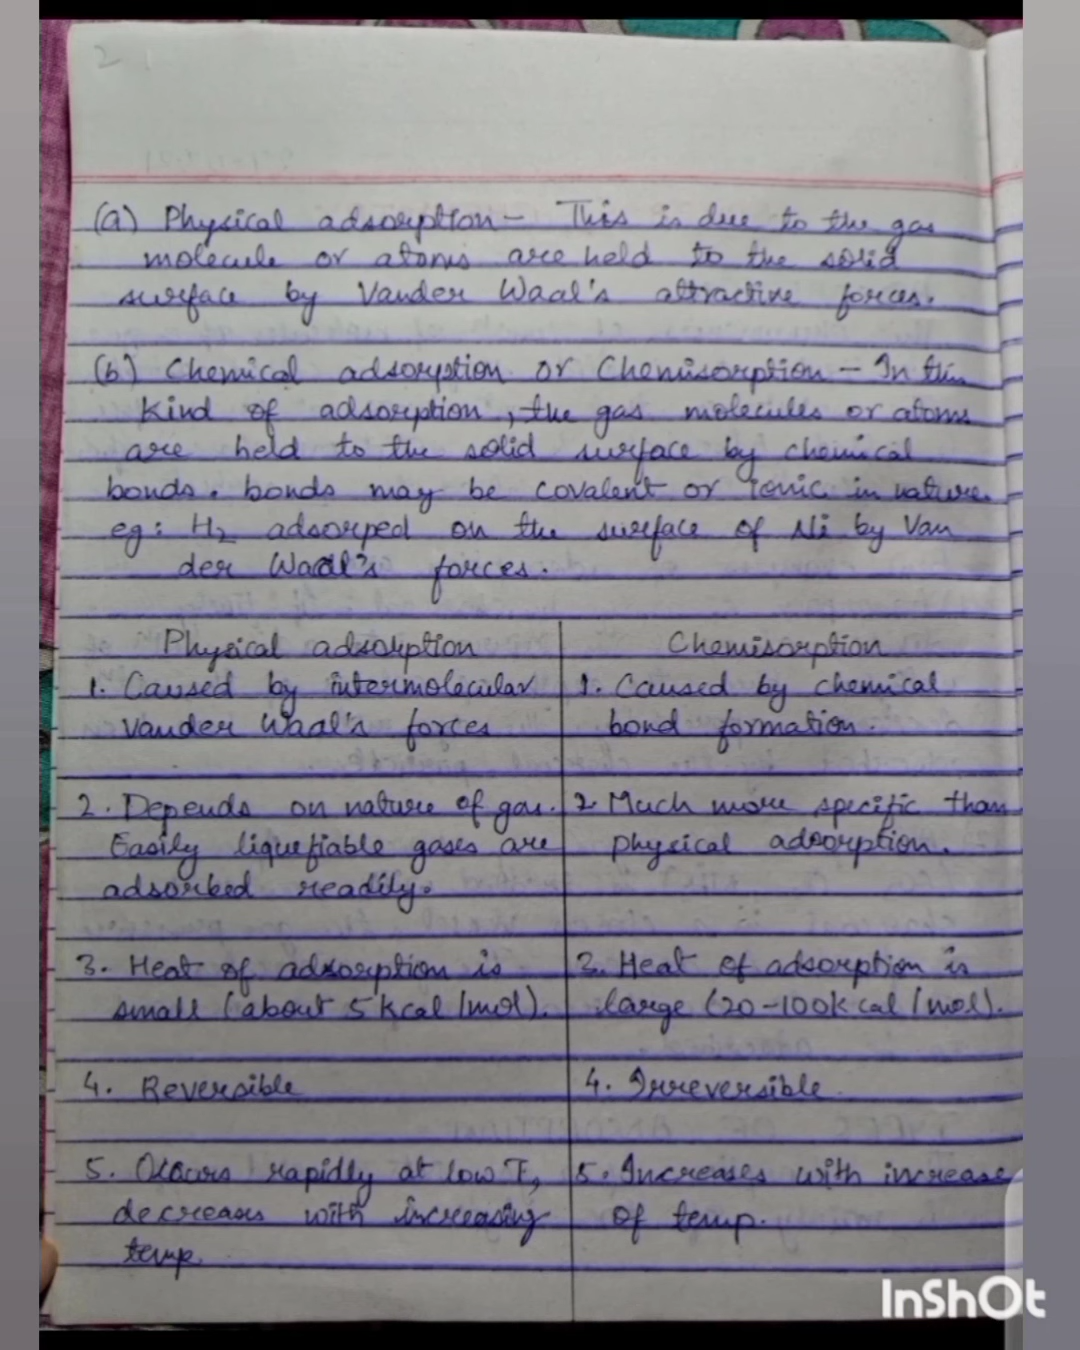 2
(a) Physical adsorption - This is due to the gas
molecule or atoms are held to the solid
surface by Vander Waal's attractive forces.
(b) Chemical adsorption or Chemisorption - In this
kind of adsorption, the gas molecules or atoms
are held to the solid surface by chemical
bonds. bonds may be covalent or ionic in nature.
eg: H2 adsorped on the surface of Ni by Van
der Waal's forces.
Physical adsorption
Chemisorption
1. Caused by intermolecular
Vander Waal's forces
1. Caused by chemical
bond formation.
2. Depends on nature of gas.
Easily liquefiable gases are
adsorbed readily.
2. Much more specific than
physical adsorption.
3. Heat of adsorption is
small (about 5 kcal/mol).
3. Heat of adsorption is
large (20-100 k cal/mol).
4. Reversible
4. Irreversible.
5. Occurs rapidly at low T,
decreases with increasing
temp.
5. Increases with increase
of temp.
InShOt